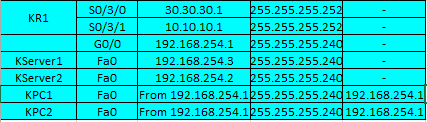 KR1 S0/3/0 30.30.30.1 255.255.255.252 -
S0/3/1 10.10.10.1 255.255.255.252 -
G0/0 192.168.254.1 255.255.255.240 -
KServer1 Fa0 192.168.254.3 255.255.255.240 -
KServer2 Fa0 192.168.254.2 255.255.255.240 -
KPC1 Fa0 From 192.168.254.1 255.255.255.240 192.168.254.1
KPC2 Fa0 From 192.168.254.1 255.255.255.240 192.168.254.1